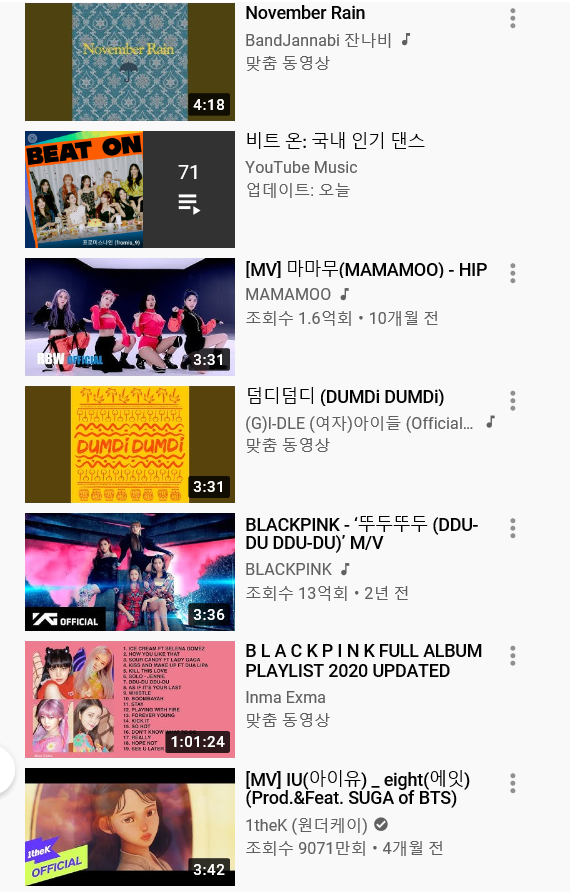 November Rain
November Rain
BandJannabi 잔나비
맞춤 동영상
4:18
BEAT ON
프로미스나인 (fromis_9)
71
비트 온: 국내 인기 댄스
YouTube Music
업데이트: 오늘
RBW OFFICIAL
3:31
[MV] 마마무(MAMAMOO) - HIP
MAMAMOO
조회수 1.6억회 • 10개월 전
DUMDi DUMDi
3:31
덤디덤디 (DUMDi DUMDi)
(G)I-DLE (여자)아이들 (Official...
맞춤 동영상
YG OFFICIAL
3:36
BLACKPINK - ‘뚜두뚜두 (DDU-
DU DDU-DU)’ M/V
BLACKPINK
조회수 13억회 • 2년 전
1. ICE CREAM FT SELENA GOMEZ
2. HOW YOU LIKE THAT
3. SOUR CANDY FT LADY GAGA
4. KISS AND MAKE UP FT DUA LIPA
5. KILL THIS LOVE
6. SOLO - JENNIE
7. DDU-DU DDU-DU
8. AS IF IT'S YOUR LAST
9. WHISTLE
10. BOOMBAYAH
11. STAY
12. PLAYING WITH FIRE
13. FOREVER YOUNG
14. KICK IT
15. SO HOT
16. DON'T KNOW
17. REALLY
18. HOPE NOT
19. SEE U LATER
1:01:24
B L A C K P I N K FULL ALBUM
PLAYLIST 2020 UPDATED
Inma Exma
맞춤 동영상
1theK
OFFICIAL
3:42
[MV] IU(아이유) _ eight(에잇)
(Prod.&Feat. SUGA of BTS)
1theK (원더케이)
조회수 9071만회 • 4개월 전